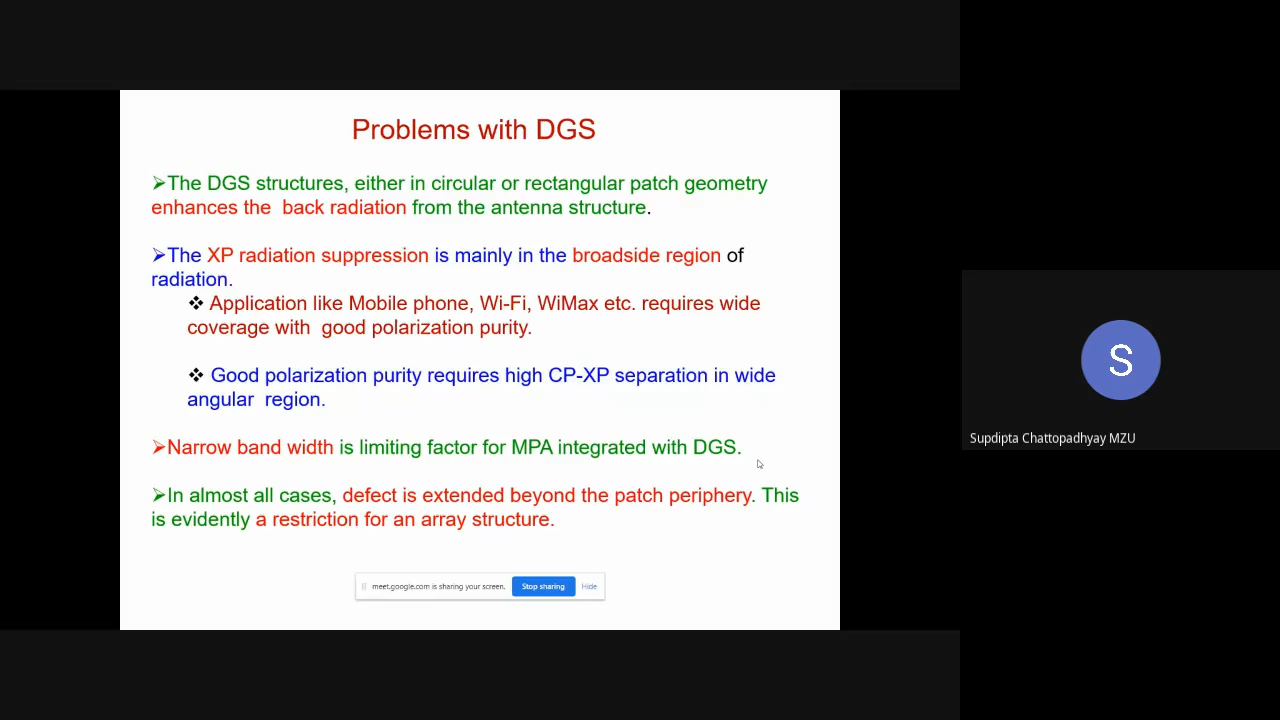 Problems with DGS
➢The DGS structures, either in circular or rectangular patch geometry
enhances the  back radiation from the antenna structure.
➢The XP radiation suppression is mainly in the broadside region of
radiation.
❖ Application like Mobile phone, Wi-Fi, WiMax etc. requires wide
coverage with  good polarization purity.
❖ Good polarization purity requires high CP-XP separation in wide
angular  region.
➢Narrow band width is limiting factor for MPA integrated with DGS.
➢In almost all cases, defect is extended beyond the patch periphery. This
is evidently a restriction for an array structure.
meet.google.com is sharing your screen. Stop sharing Hide
S
Supdipta Chattopadhyay MZU